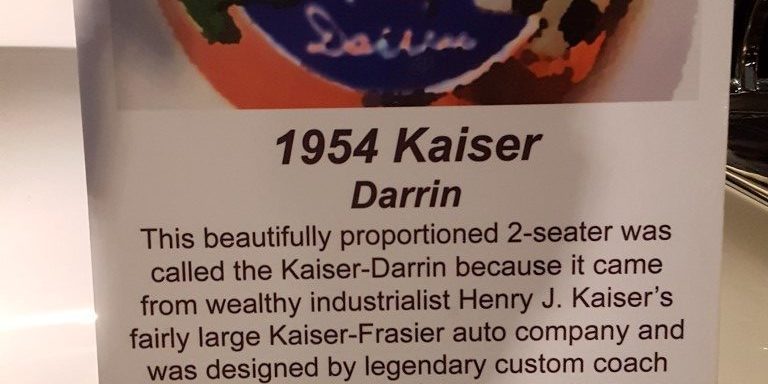 Darrin
1954 Kaiser
Darrin
This beautifully proportioned 2-seater was
called the Kaiser-Darrin because it came
from wealthy industrialist Henry J. Kaiser's
fairly large Kaiser-Frasier auto company and
was designed by legendary custom coach